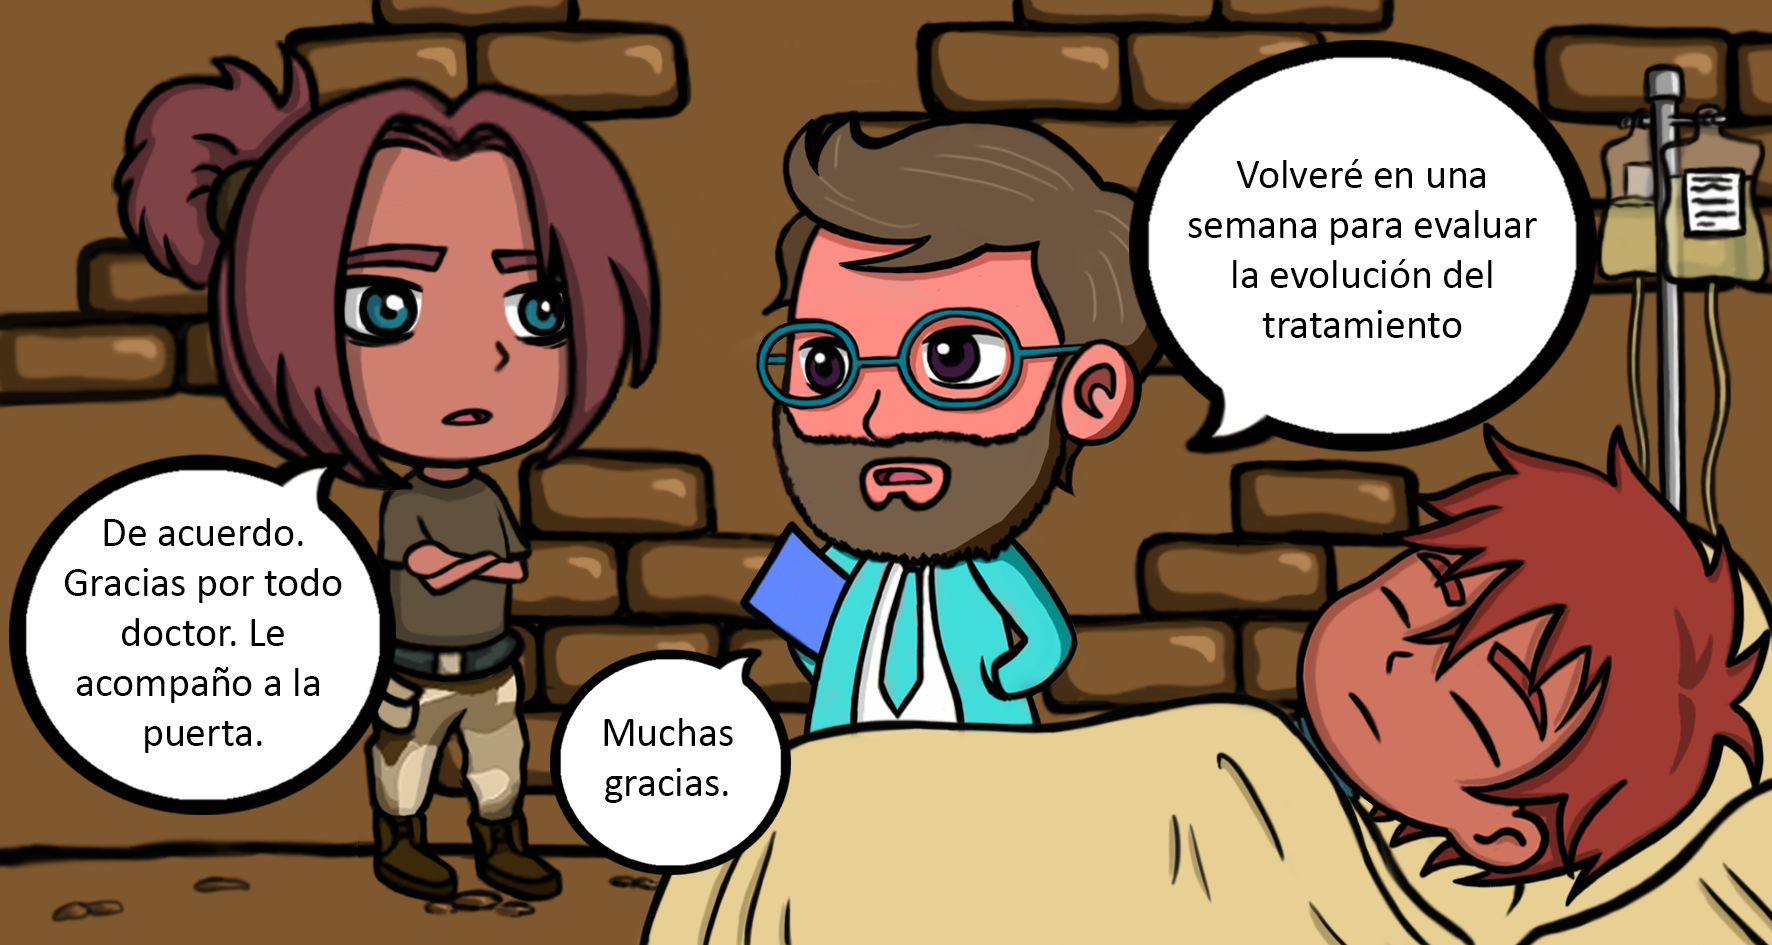 Volveré en una
semana para evaluar
la evolución del
tratamiento
De acuerdo.
Gracias por todo
doctor. Le
acompaño a la
puerta.
Muchas
gracias.